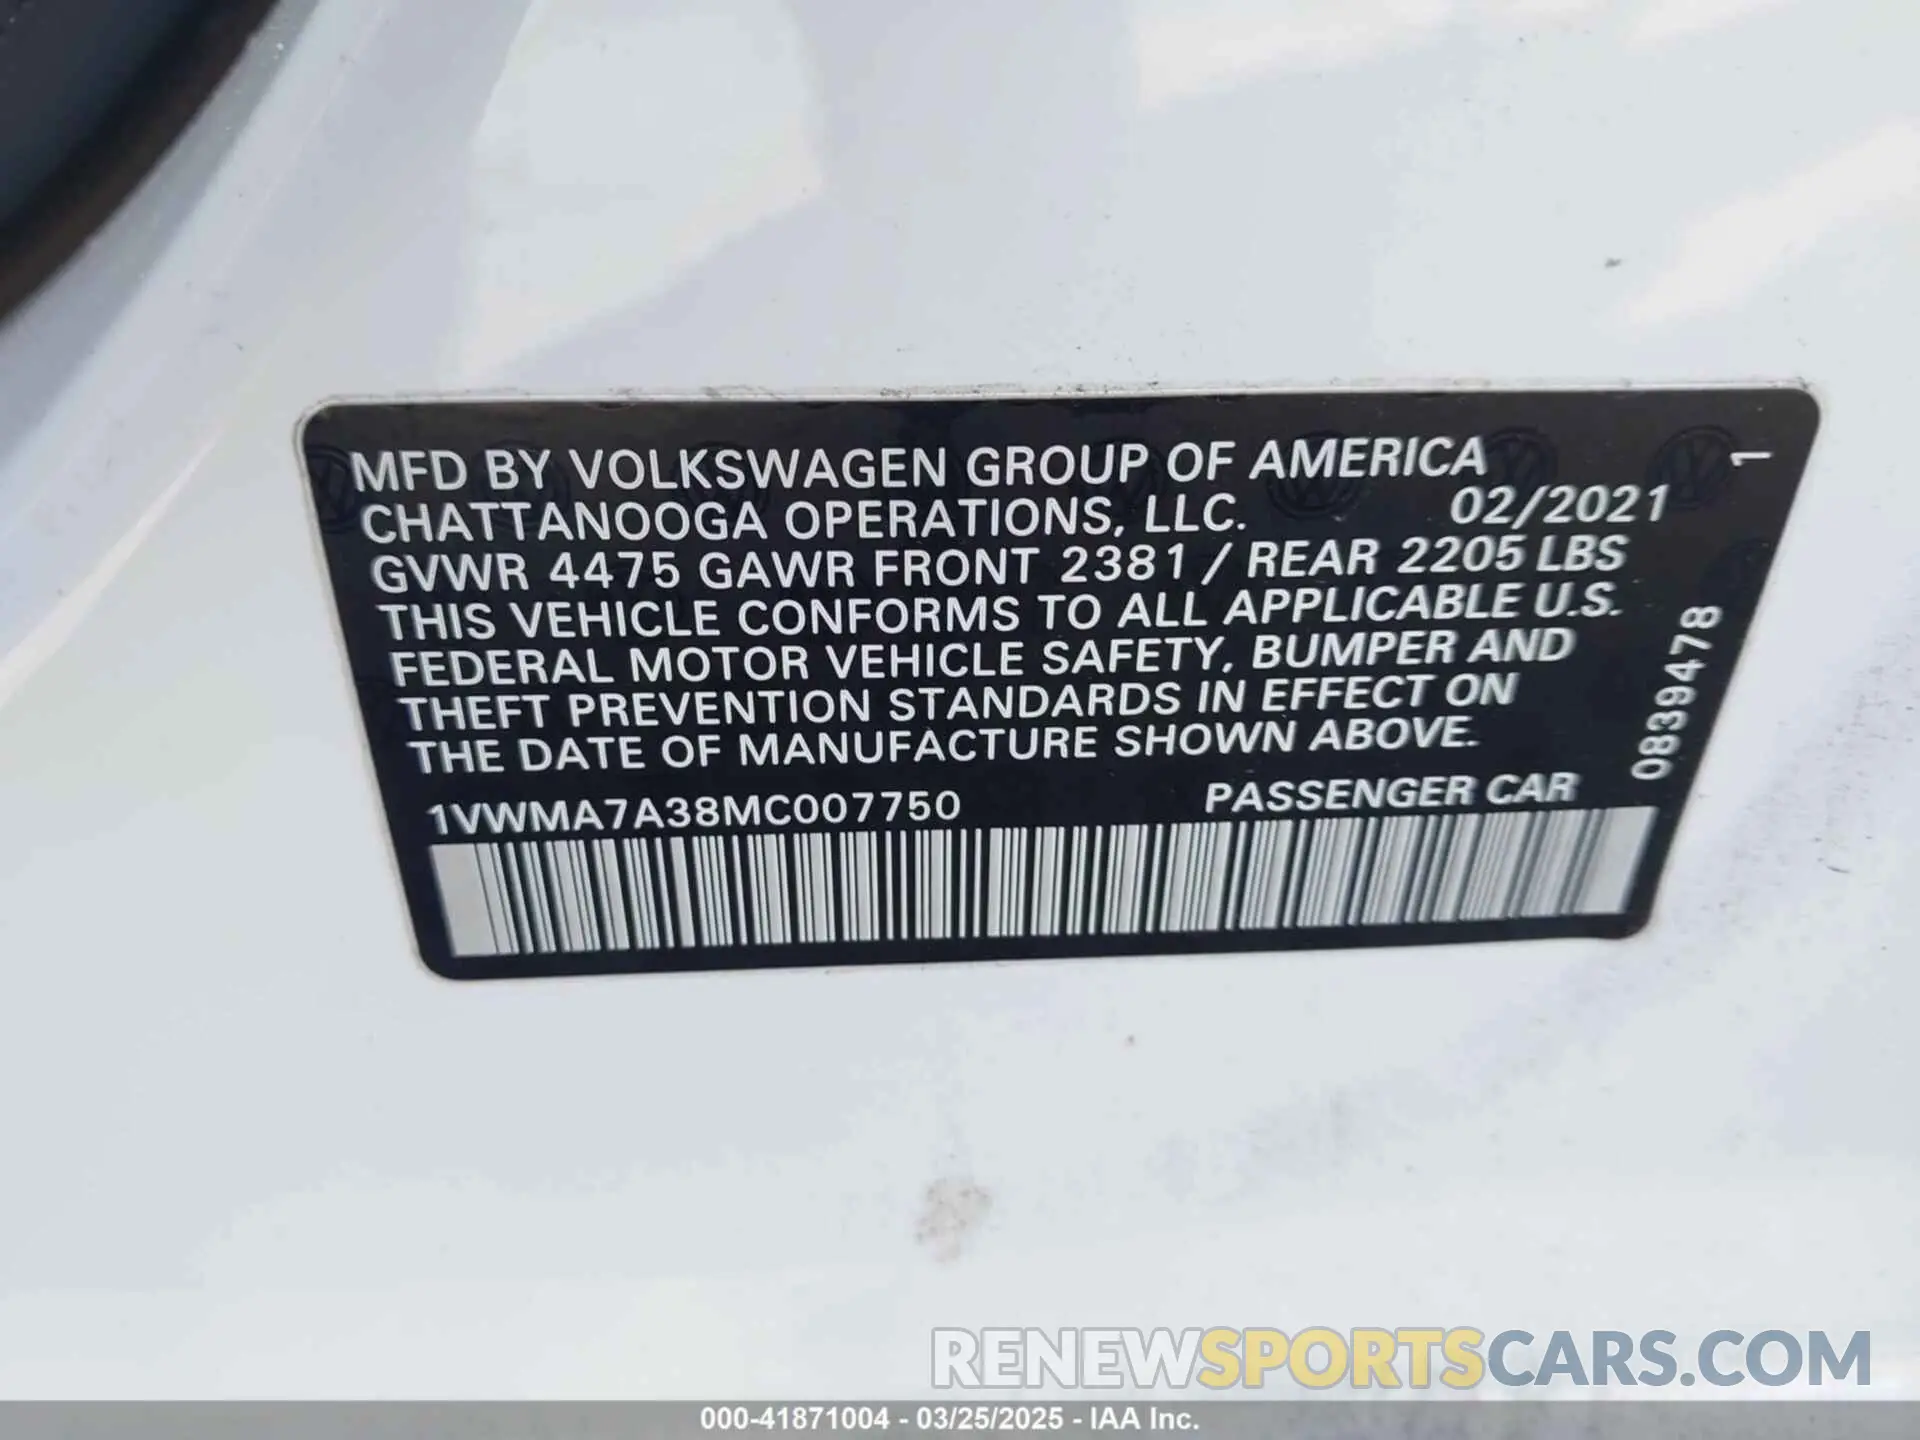 MFD BY VOLKSWAGEN GROUP OF AMERICA
CHATTANOOGA OPERATIONS, LLC. 02/2021
GVWR 4475 GAWR FRONT 2381 / REAR 2205 LBS
THIS VEHICLE CONFORMS TO ALL APPLICABLE U.S.
FEDERAL MOTOR VEHICLE SAFETY, BUMPER AND
THEFT PREVENTION STANDARDS IN EFFECT ON
THE DATE OF MANUFACTURE SHOWN ABOVE.
1VWMA7A38MC007750 PASSENGER CAR
0839478
1
RENEWSPORTSCARS.COM
000-41871004 - 03/25/2025 - IAA Inc.